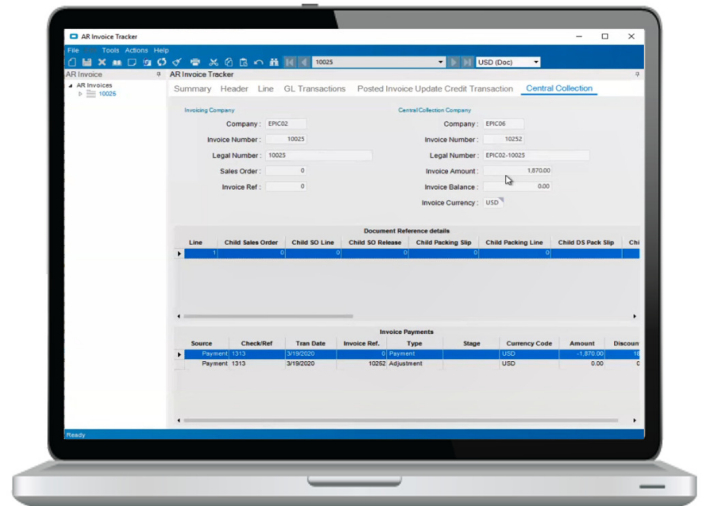 AR Invoice Tracker
File Tools Actions Help
10025 USD (Doc)
AR Invoice
AR Invoices
10025
AR Invoice Tracker
Summary Header Line GL Transactions Posted Invoice Update Credit Transaction Central Collection
Invoicing Company Central Collection Company
Company: EPIC02 Company: EPIC06
Invoice Number: 10025 Invoice Number: 10252
Legal Number: 10025 Legal Number: EPIC02-10025
Sales Order: 0 Invoice Amount: 1,870.00
Invoice Ref: 0 Invoice Balance: 0.00
Invoice Currency: USD
Document Reference details
Line Child Sales Order Child SO Line Child SO Release Child Packing Slip Child Packing Line Child DS Pack Slip Chi
1 0 0 0 0 0
Invoice Payments
Source Check/Ref Tran Date Invoice Ref. Type Stage Currency Code Amount Discoun
Payment 1313 3/19/2020 0 Payment USD -1,870.00
Payment 1313 3/19/2020 10252 Adjustment USD 0.00
Ready